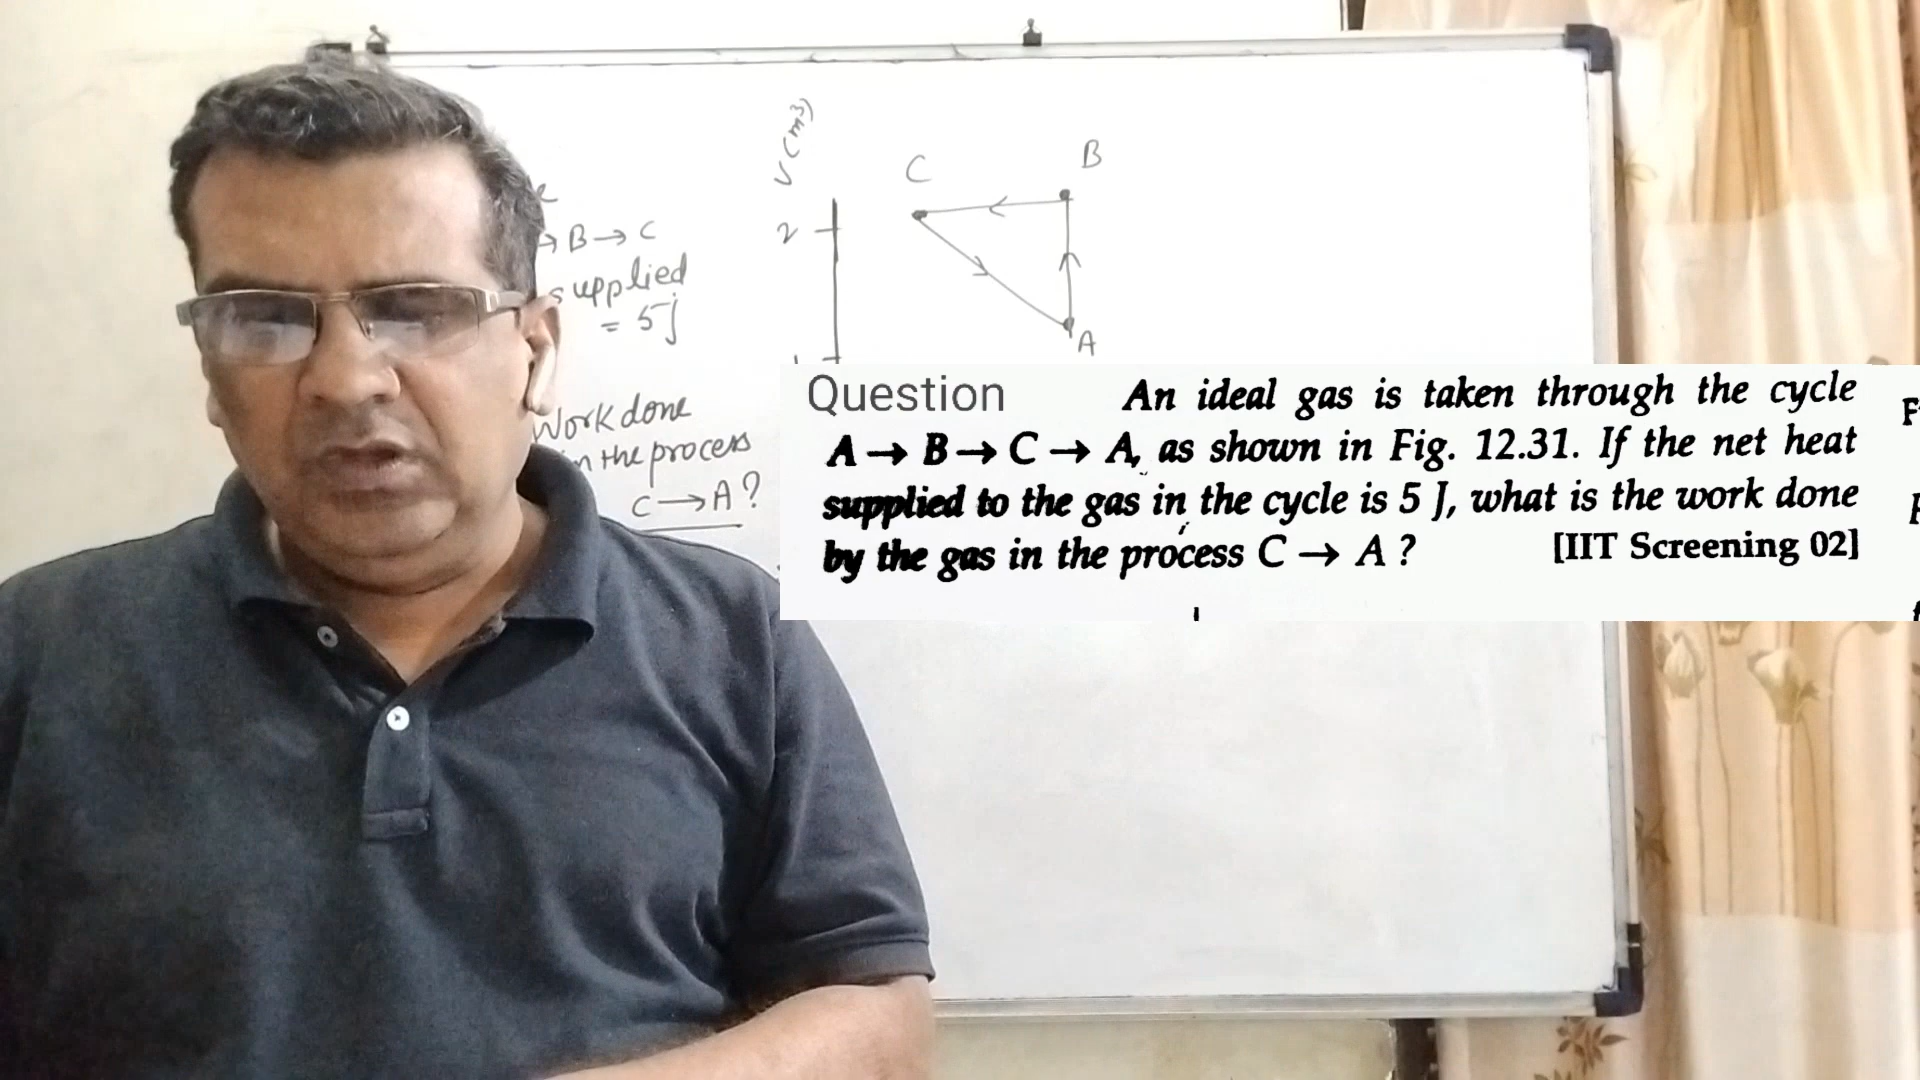 B → C
supplied
= 5j
Work done
in the process
C → A ?
V (m³)
2
C
B
A
Question An ideal gas is taken through the cycle
A → B → C → A, as shown in Fig. 12.31. If the net heat
supplied to the gas in the cycle is 5 J, what is the work done
by the gas in the process C → A ? [IIT Screening 02]